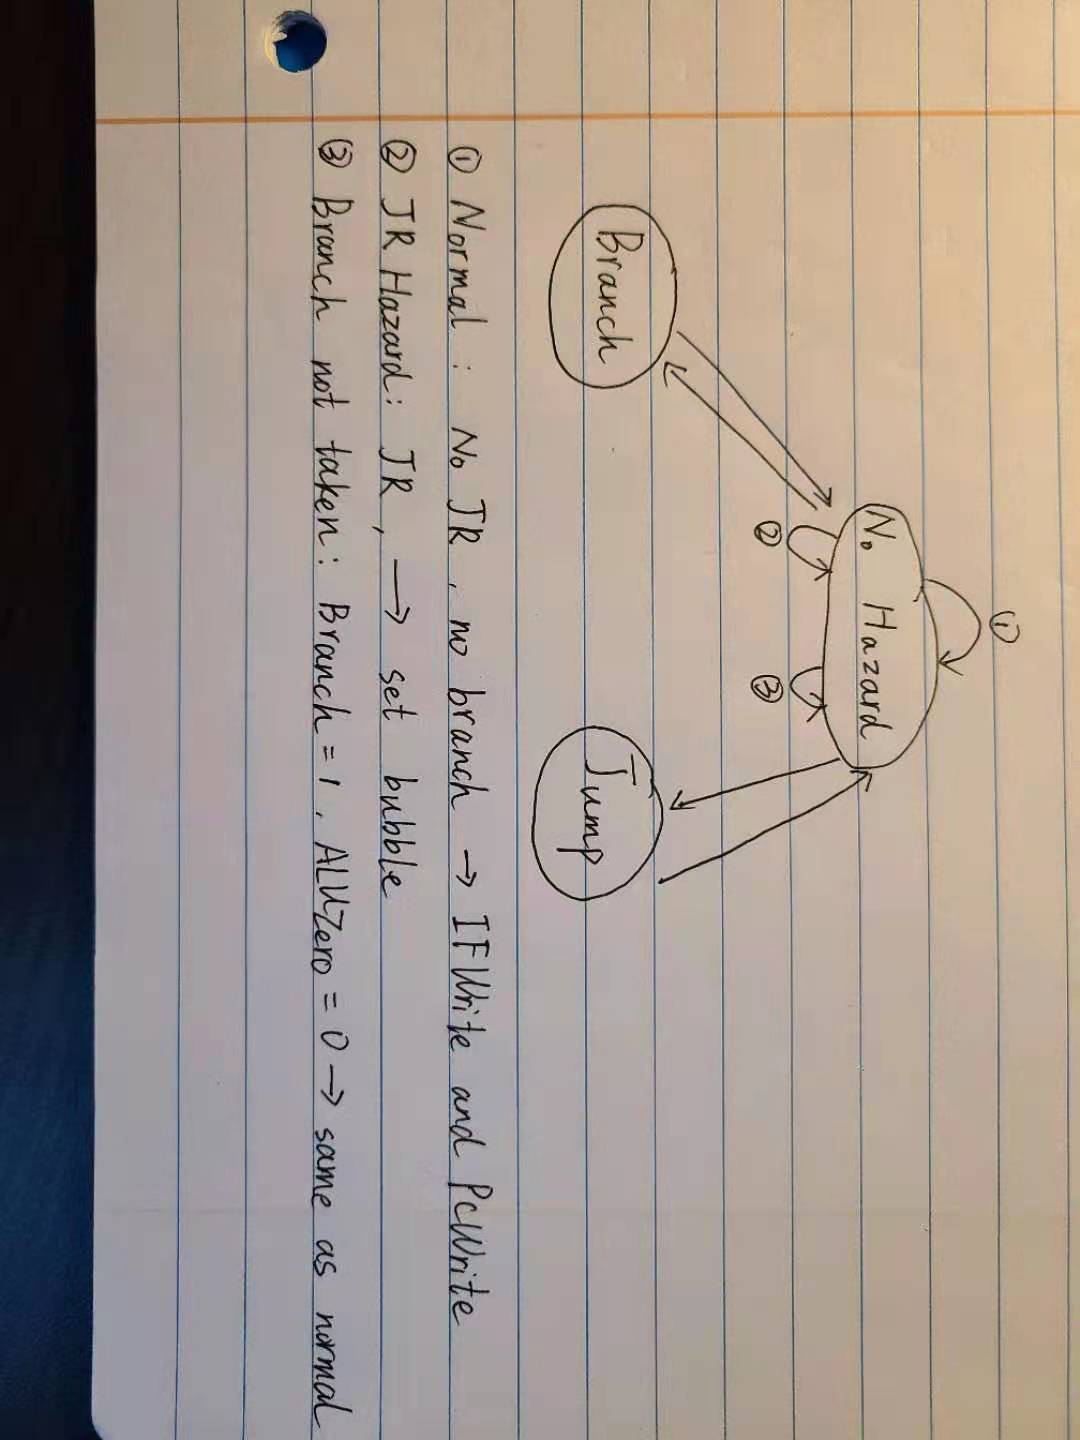 ①
No Hazard
② ③
Branch
Jump
① Normal : No JR, no branch → IFWrite and PcWrite
② JR Hazard: JR, → set bubble
③ Branch not taken: Branch = 1, ALUZero = 0 → same as normal